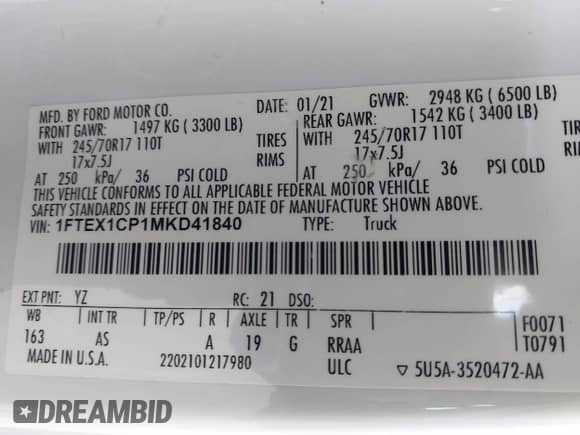 MFD. BY FORD MOTOR CO.
DATE: 01/21 GVWR: 2948 KG ( 6500 LB)
FRONT GAWR: 1497 KG ( 3300 LB)
REAR GAWR: 1542 KG ( 3400 LB)
WITH 245/70R17 110T TIRES
WITH 245/70R17 110T TIRE
17x7.5J RIMS
17x7.5J RIM
AT 250 kPa/ 36 PSI COLD
AT 250 kPa/ 36 PSI COLD
THIS VEHICLE CONFORMS TO ALL APPLICABLE FEDERAL MOTOR VEHICLE
SAFETY STANDARDS IN EFFECT ON THE DATE OF MANUFACTURE SHOWN ABOVE.
VIN: 1FTEX1CP1MKD41840 TYPE: Truck
EXT PNT: YZ RC: 21 DSO:
WB INT TR TP/PS R AXLE TR SPR F0071
163 AS A 19 G RRAA T0791
MADE IN U.S.A. 2202101217980 ULC ▽ 5U5A-3520472-AA
DREAMBID